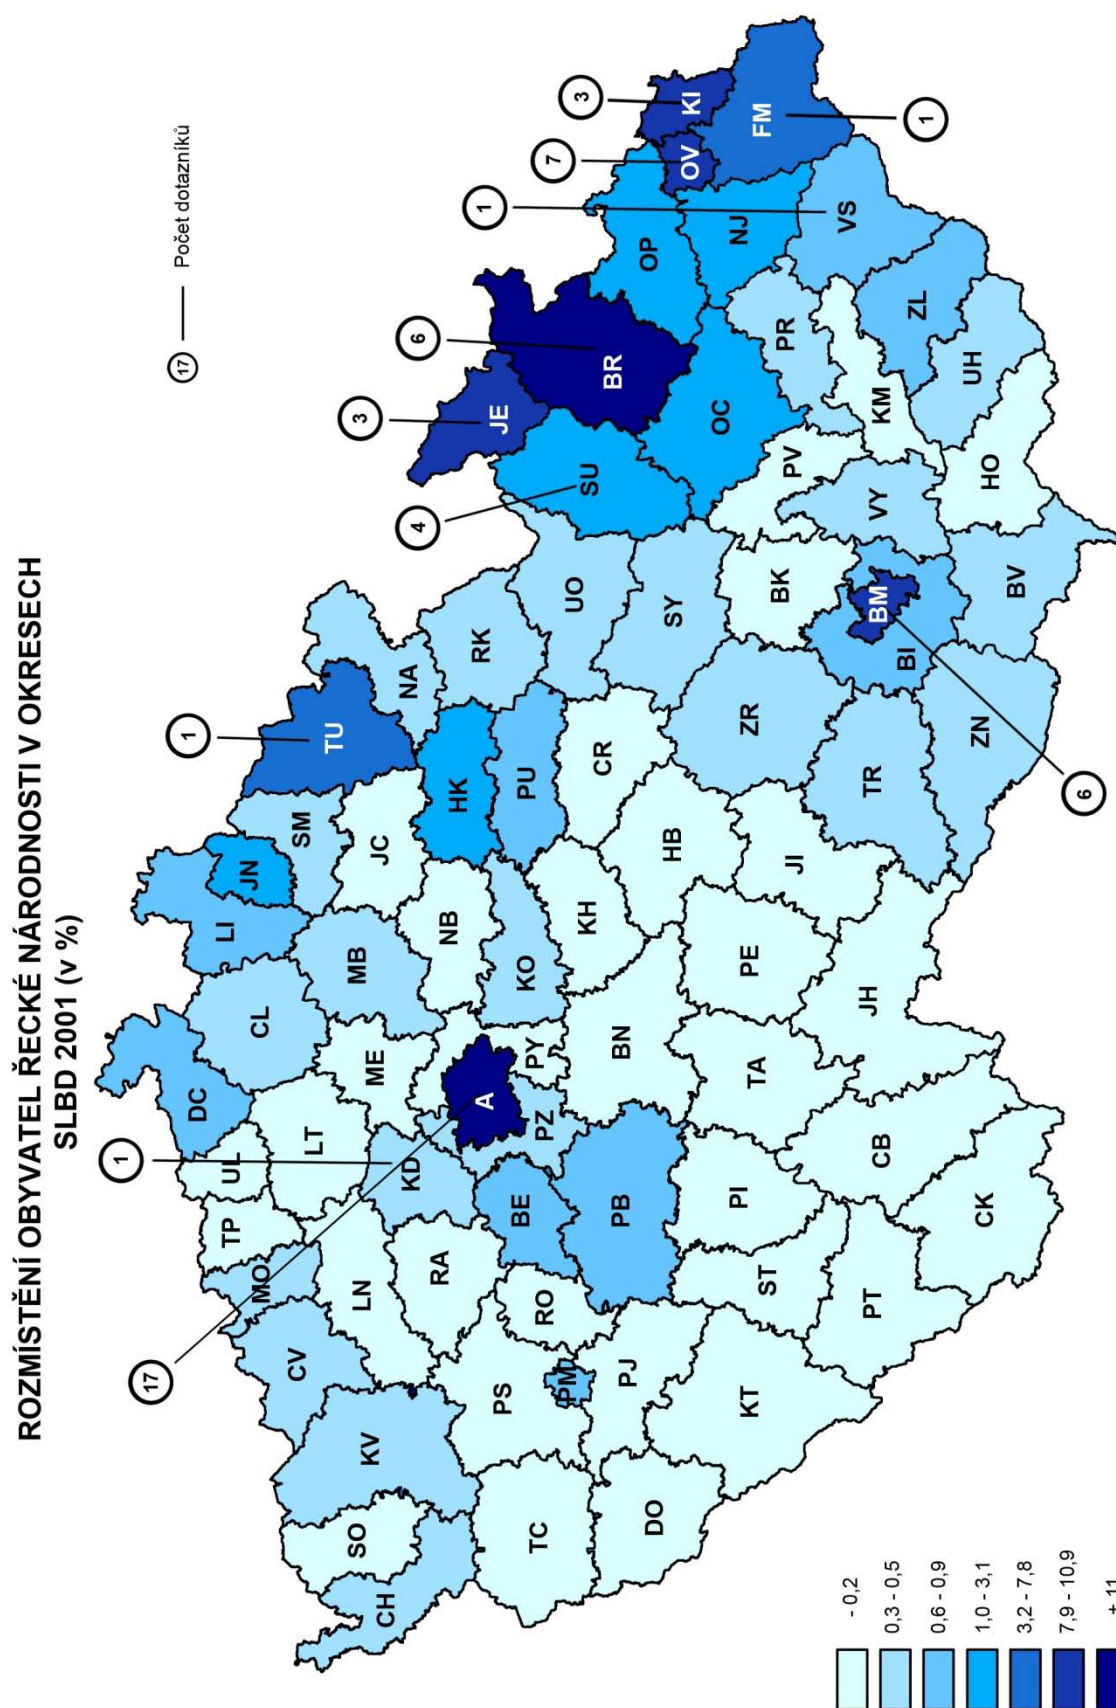 ROZMÍSTĚNÍ OBYVATEL ŘECKÉ NÁRODNOSTI V OKRESECH
SLBD 2001 (v %)
1
17
1
17 Počet dotazníků
DC
LI
TP
UL
JN
MO
CL
CV
SM
LT
TU
SO
3
MB
LN
KV
ME
JC
CH
NA
KD
4
6
RA
NB
HK
RK
1
A
PS
JE
BE
KO
PU
PY
TC
PZ
RO
7
SU
PM
UO
3
KH
CR
BR
PB
BN
PJ
HB
OP
DO
SY
OV
KI
OC
PI
NJ
KT
PE
ZR
TA
FM
ST
BK
PR
PV
JI
VS
PT
JH
TR
BM
VY
KM
CB
BI
ZL
1
UH
ZN
CK
HO
BV
6
- 0,2
0,3 - 0,5
0,6 - 0,9
1,0 - 3,1
3,2 - 7,8
7,9 - 10,9
+ 11